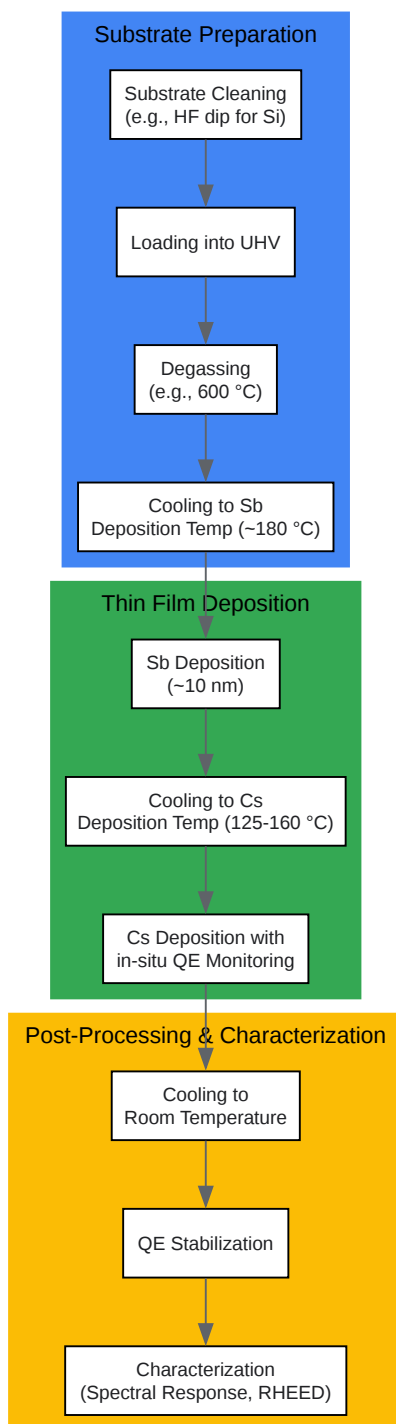 Substrate Preparation
Substrate Cleaning
(e.g., HF dip for Si)
Loading into UHV
Degassing
(e.g., 600 °C)
Cooling to Sb
Deposition Temp (~180 °C)
Thin Film Deposition
Sb Deposition
(~10 nm)
Cooling to Cs
Deposition Temp (125-160 °C)
Cs Deposition with
in-situ QE Monitoring
Post-Processing & Characterization
Cooling to
Room Temperature
QE Stabilization
Characterization
(Spectral Response, RHEED)